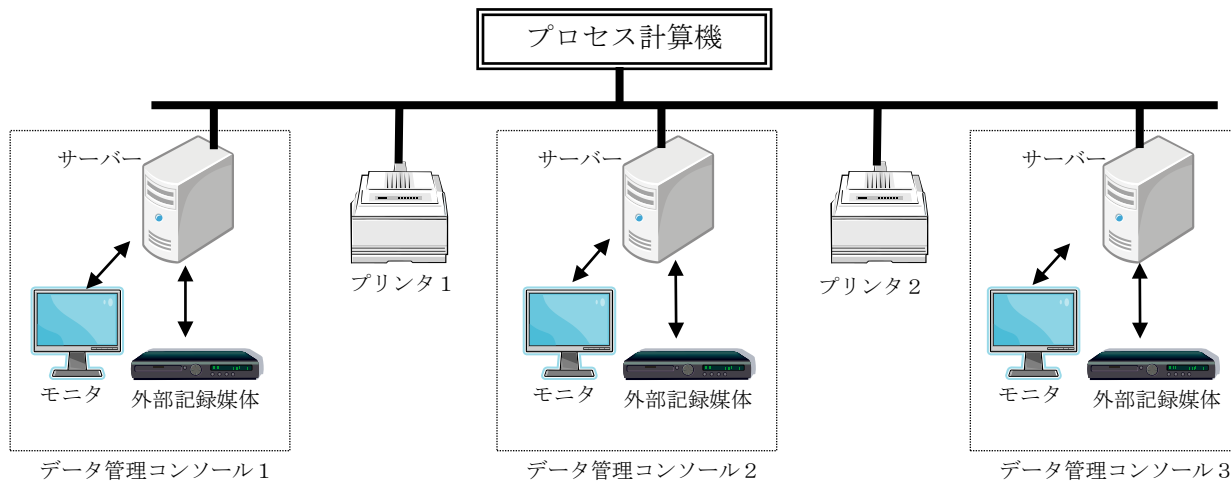 プロセス計算機
サーバー
サーバー
サーバー
プリンタ１
プリンタ２
モニタ
外部記録媒体
モニタ
外部記録媒体
モニタ
外部記録媒体
データ管理コンソール１
データ管理コンソール２
データ管理コンソール３